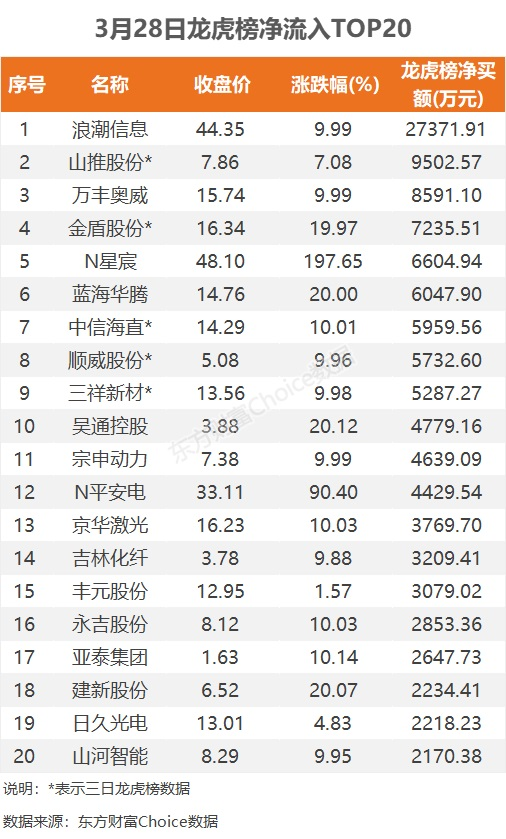 3月28日龙虎榜净流入TOP20
序号 名称 收盘价 涨跌幅(%) 龙虎榜净买
额(万元)
1 浪潮信息 44.35 9.99 27371.91
2 山推股份* 7.86 7.08 9502.57
3 万丰奥威 15.74 9.99 8591.10
4 金盾股份* 16.34 19.97 7235.51
5 N星宸 48.10 197.65 6604.94
6 蓝海华腾 14.76 20.00 6047.90
7 中信海直* 14.29 10.01 5959.56
8 顺威股份* 5.08 9.96 5732.60
9 三祥新材* 13.56 9.98 5287.27
10 吴通控股 3.88 20.12 4779.16
11 宗申动力 7.38 9.99 4639.09
12 N平安电 33.11 90.40 4429.54
13 京华激光 16.23 10.03 3769.70
14 吉林化纤 3.78 9.88 3209.41
15 丰元股份 12.95 1.57 3079.02
16 永吉股份 8.12 10.03 2853.36
17 亚泰集团 1.63 10.14 2647.73
18 建新股份 6.52 20.07 2234.41
19 日久光电 13.01 4.83 2218.23
20 山河智能 8.29 9.95 2170.38
说明：*表示三日龙虎榜数据
数据来源：东方财富Choice数据
东方财富Choice数据